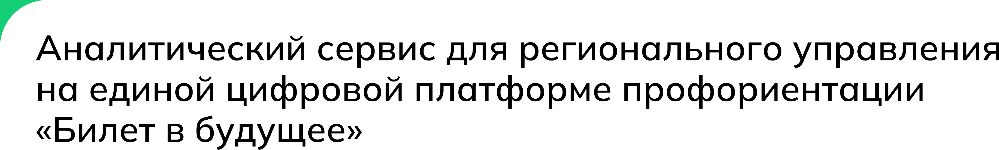 Аналитический сервис для регионального управления
на единой цифровой платформе профориентации
«Билет в будущее»